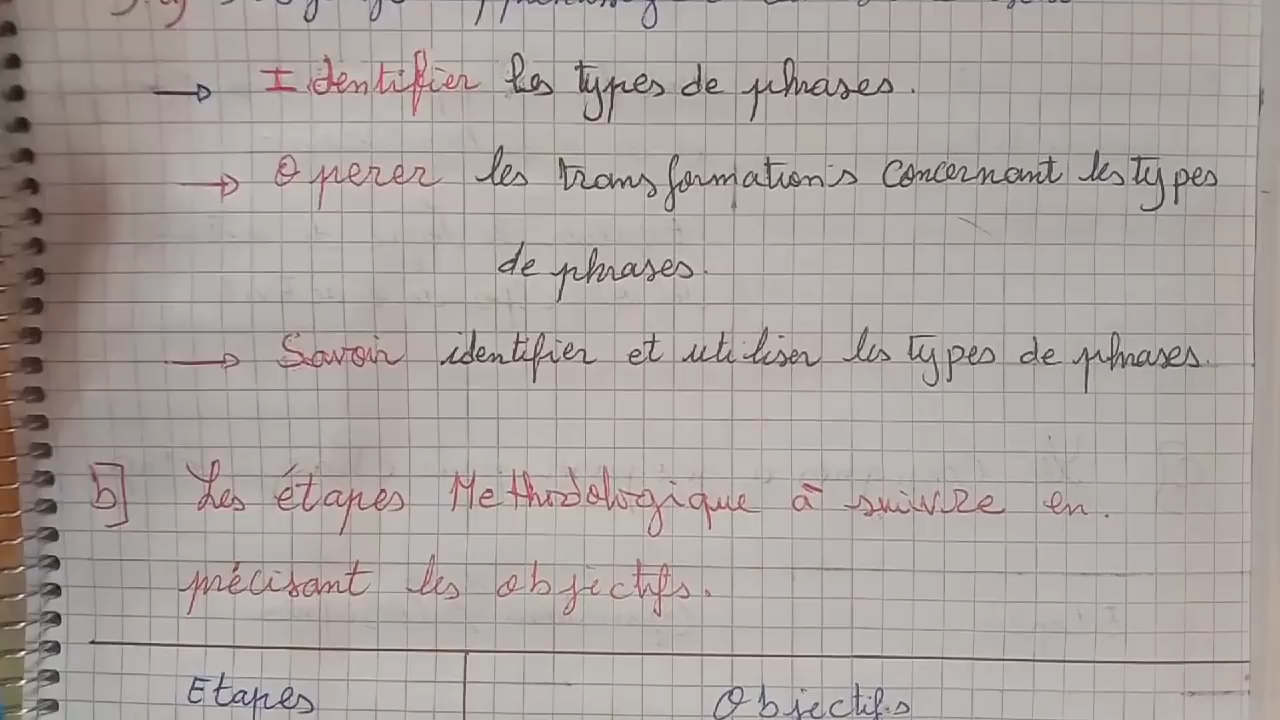 → Identifier les types de phrases.
→ Operer les transformations concernant les types
de phrases.
→ Savoir identifier et utiliser les types de phrases.
b] Les étapes Methodologique à suivre en.
précisant les objectifs.
Etapes
Objectifs